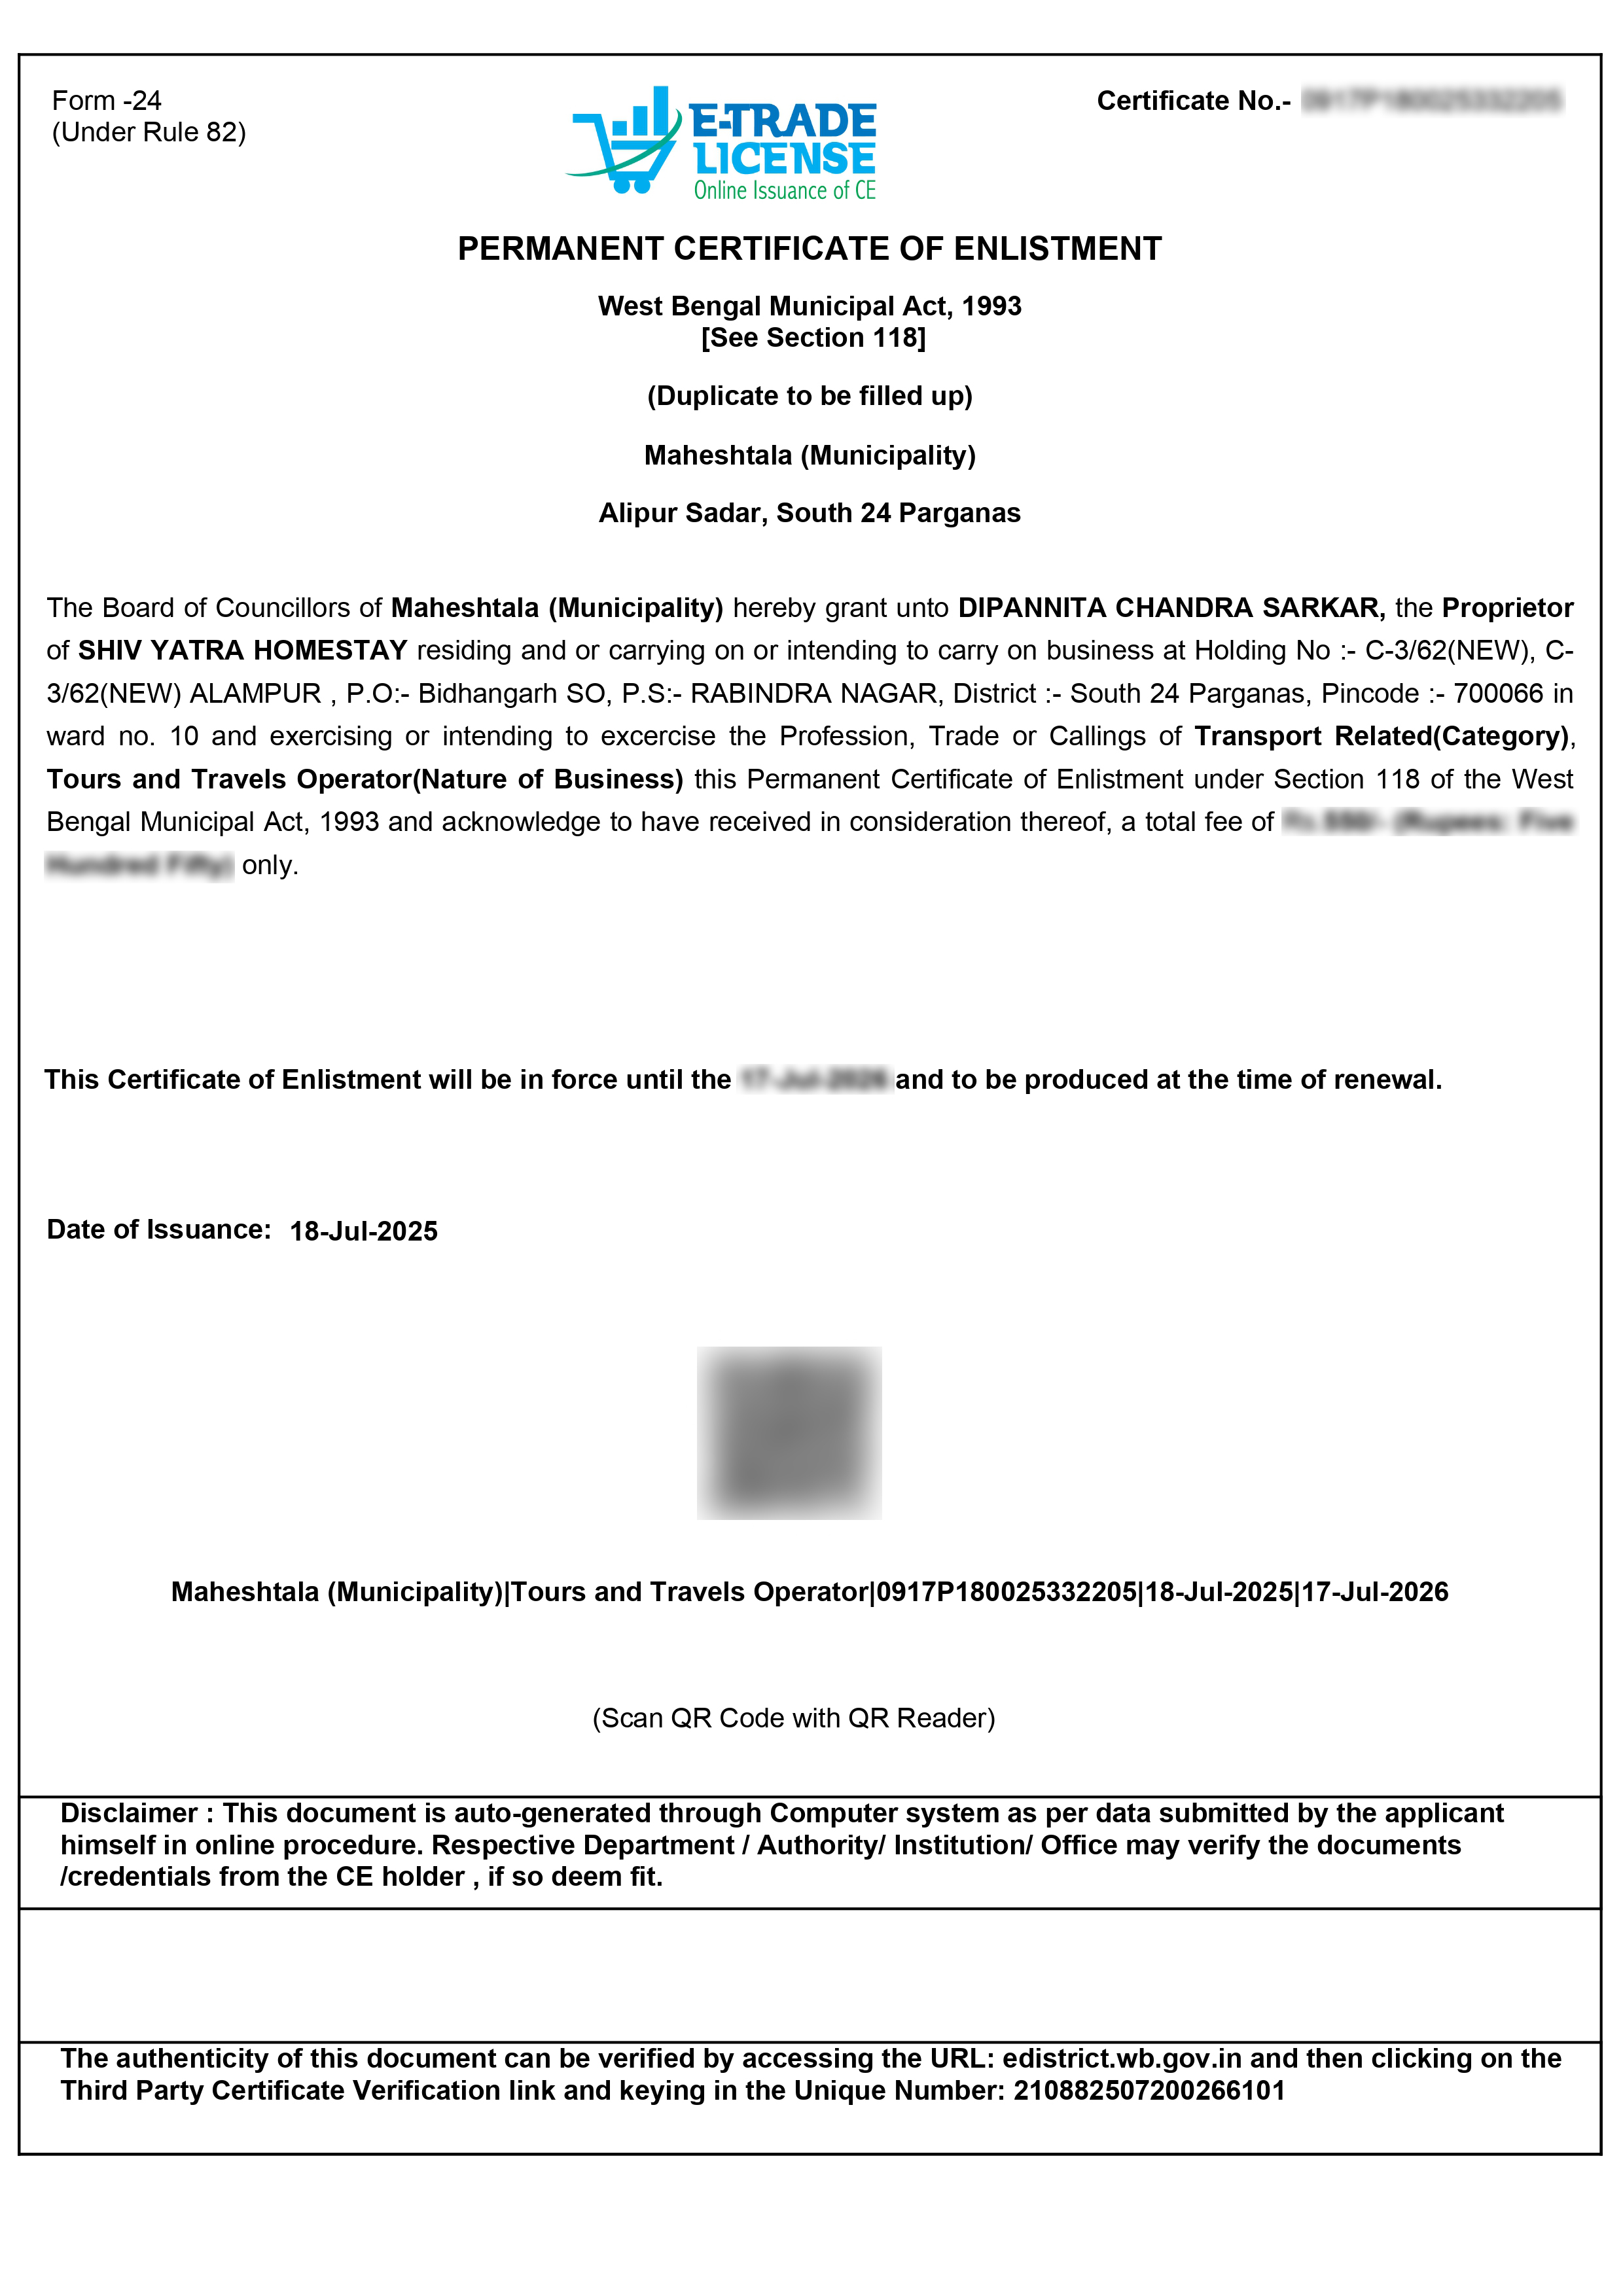 Form -24
Certificate No.-
(Under Rule 82)
E-TRADE
LICENSE
Online Issuance of CE
PERMANENT CERTIFICATE OF ENLISTMENT
West Bengal Municipal Act, 1993
[See Section 118]
(Duplicate to be filled up)
Maheshtala (Municipality)
Alipur Sadar, South 24 Parganas
The Board of Councillors of Maheshtala (Municipality) hereby grant unto DIPANNITA CHANDRA SARKAR, the Proprietor
of SHIV YATRA HOMESTAY residing and or carrying on or intending to carry on business at Holding No :- C-3/62(NEW), C-
3/62(NEW) ALAMPUR , P.O:- Bidhangarh SO, P.S:- RABINDRA NAGAR, District :- South 24 Parganas, Pincode :- 700066 in
ward no. 10 and exercising or intending to excercise the Profession, Trade or Callings of Transport Related(Category),
Tours and Travels Operator(Nature of Business) this Permanent Certificate of Enlistment under Section 118 of the West
Bengal Municipal Act, 1993 and acknowledge to have received in consideration thereof, a total fee of
only.
This Certificate of Enlistment will be in force until the and to be produced at the time of renewal.
Date of Issuance: 18-Jul-2025
Maheshtala (Municipality)|Tours and Travels Operator|0917P180025332205|18-Jul-2025|17-Jul-2026
(Scan QR Code with QR Reader)
Disclaimer : This document is auto-generated through Computer system as per data submitted by the applicant
himself in online procedure. Respective Department / Authority/ Institution/ Office may verify the documents
/credentials from the CE holder , if so deem fit.
The authenticity of this document can be verified by accessing the URL: edistrict.wb.gov.in and then clicking on the
Third Party Certificate Verification link and keying in the Unique Number: 210882507200266101